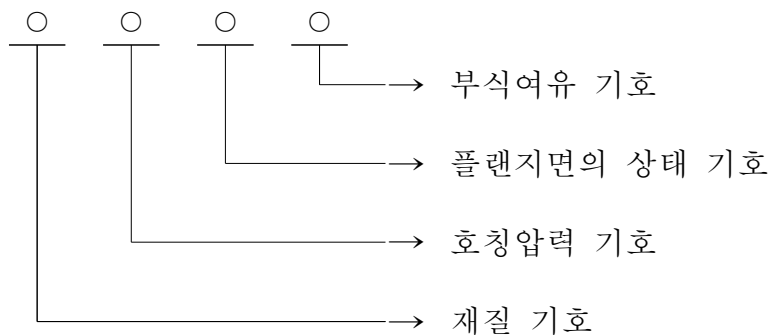 ○ ○ ○ ○
부식여유 기호
플랜지면의 상태 기호
호칭압력 기호
재질 기호